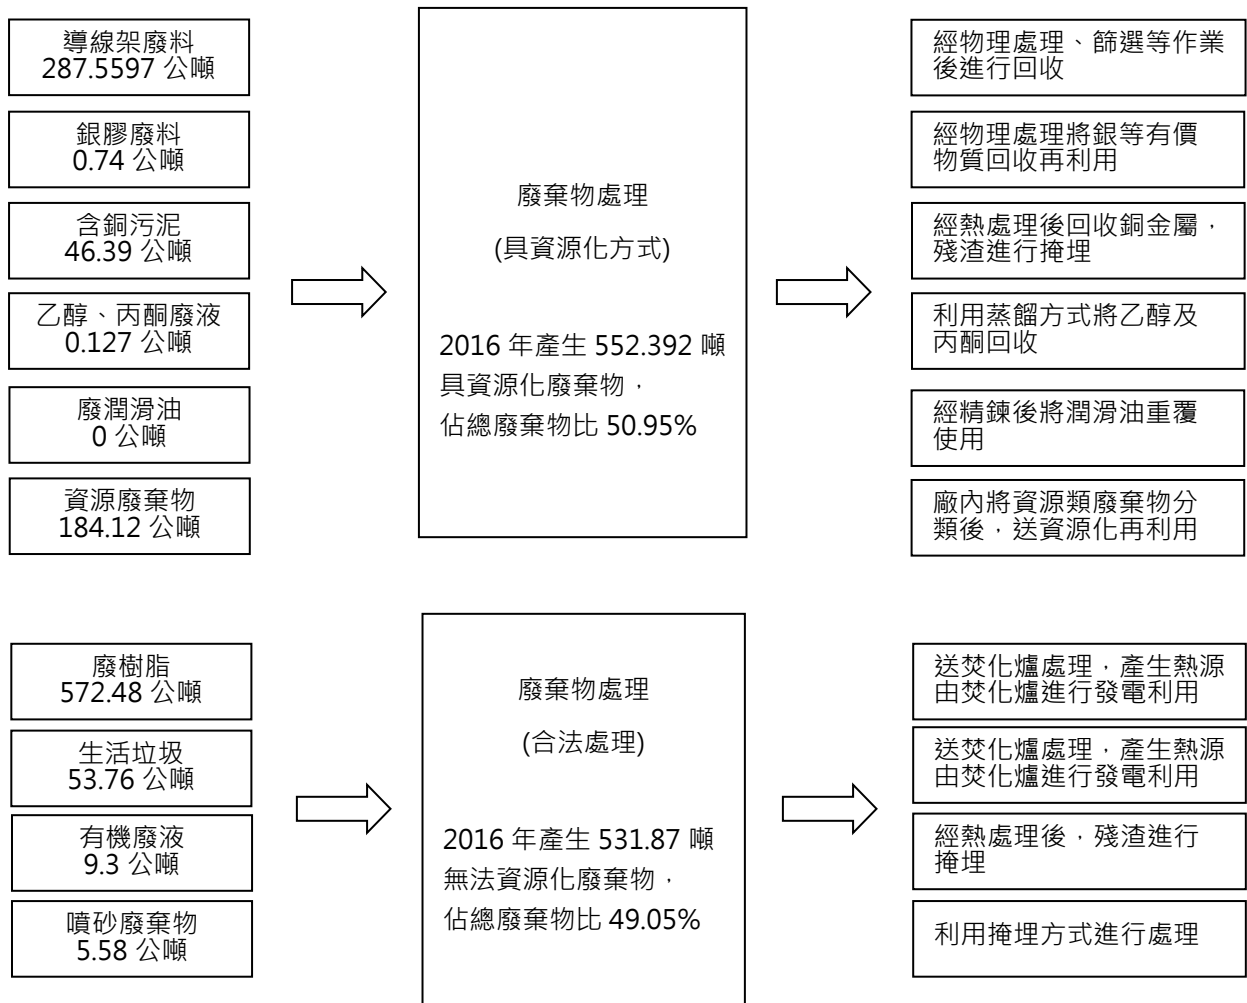 導線架廢料
287.5597 公噸
銀膠廢料
0.74 公噸
含銅污泥
46.39 公噸
乙醇、丙酮廢液
0.127 公噸
廢潤滑油
0 公噸
資源廢棄物
184.12 公噸
廢棄物處理
(具資源化方式)
2016 年產生 552.392 噸
具資源化廢棄物，
佔總廢棄物比 50.95%
經物理處理、篩選等作業
後進行回收
經物理處理將銀等有價
物質回收再利用
經熱處理後回收銅金屬，
殘渣進行掩埋
利用蒸餾方式將乙醇及
丙酮回收
經精鍊後將潤滑油重覆
使用
廠內將資源類廢棄物分
類後，送資源化再利用
廢樹脂
572.48 公噸
生活垃圾
53.76 公噸
有機廢液
9.3 公噸
噴砂廢棄物
5.58 公噸
廢棄物處理
(合法處理)
2016 年產生 531.87 噸
無法資源化廢棄物，
佔總廢棄物比 49.05%
送焚化爐處理，產生熱源
由焚化爐進行發電利用
送焚化爐處理，產生熱源
由焚化爐進行發電利用
經熱處理後，殘渣進行
掩埋
利用掩埋方式進行處理